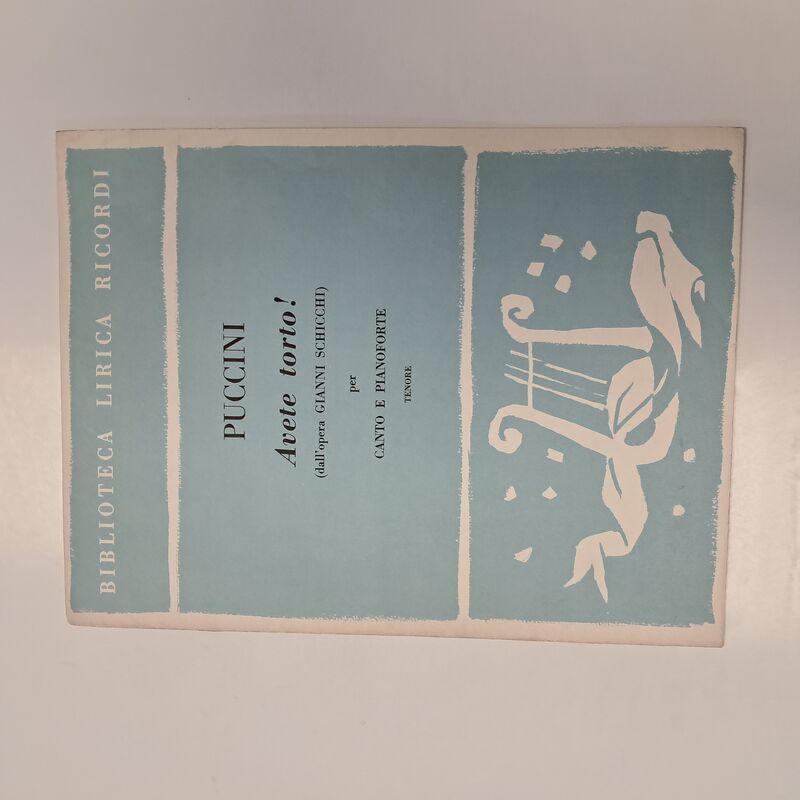 BIBLIOTECA LIRICA RICORDI
PUCCINI
Avete torto!
(dall'opera GIANNI SCHICCHI)
per
CANTO E PIANOFORTE
TENORE